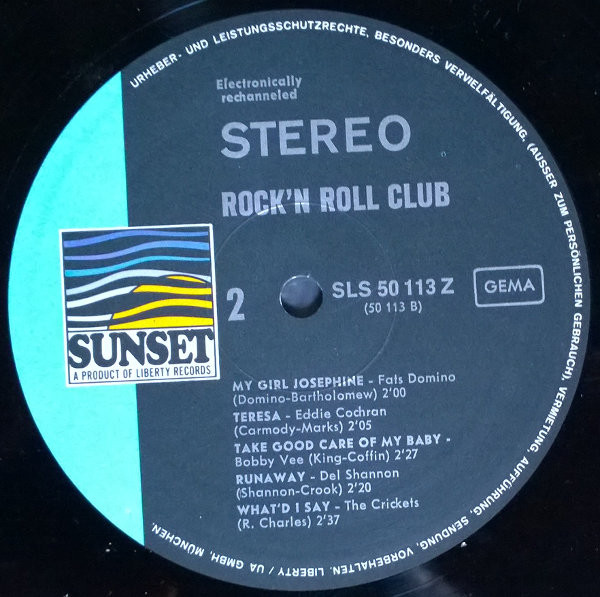 URHEBER- UND LEISTUNGSSCHUTZRECHTE, BESONDERS VERVIELFÄLTIGUNG, (AUSSER ZUM PERSÖNLICHEN GEBRAUCH), VERMIETUNG, AUFFÜHRUNG, SENDUNG, VORBEHALTEN. LIBERTY / UA GMBH, MÜNCHEN.
Electronically
rechanneled
STEREO
ROCK'N ROLL CLUB
2
SLS 50 113 Z
(50 113 B)
GEMA
SUNSET
A PRODUCT OF LIBERTY RECORDS
MY GIRL JOSEPHINE - Fats Domino
(Domino-Bartholomew) 2'00
TERESA - Eddie Cochran
(Carmody-Marks) 2'05
TAKE GOOD CARE OF MY BABY -
Bobby Vee (King-Coffin) 2'27
RUNAWAY - Del Shannon
(Shannon-Crook) 2'20
WHAT'D I SAY - The Crickets
(R. Charles) 2'37